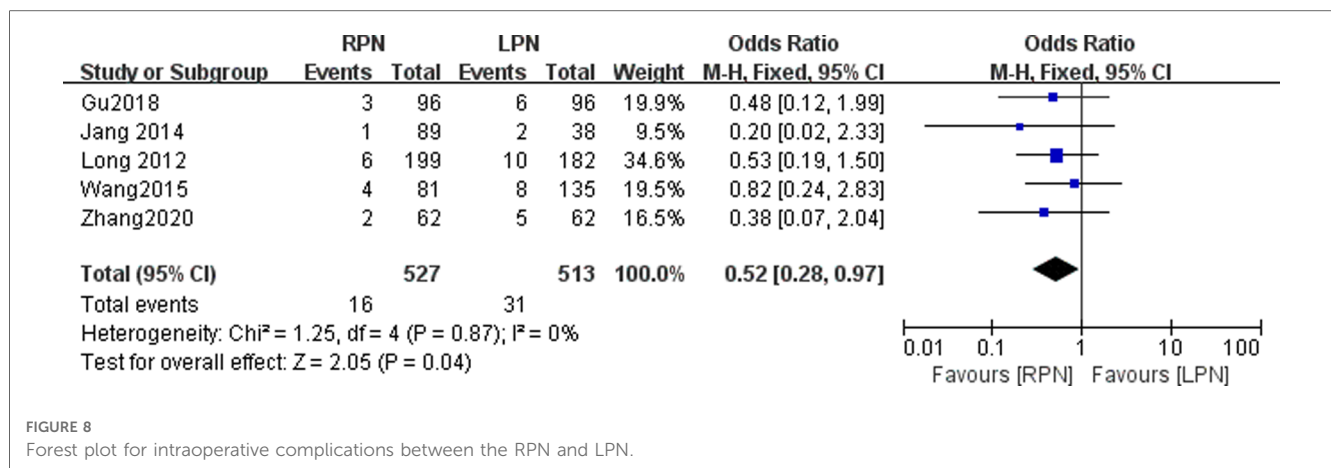 RPN LPN Odds Ratio Odds Ratio
Study or Subgroup Events Total Events Total Weight M-H, Fixed, 95% CI M-H, Fixed, 95% CI
Gu2018 3 96 6 96 19.9% 0.48 [0.12, 1.99]
Jang 2014 1 89 2 38 9.5% 0.20 [0.02, 2.33]
Long 2012 6 199 10 182 34.6% 0.53 [0.19, 1.50]
Wang2015 4 81 8 135 19.5% 0.82 [0.24, 2.83]
Zhang2020 2 62 5 62 16.5% 0.38 [0.07, 2.04]
Total (95% CI) 527 513 100.0% 0.52 [0.28, 0.97]
Total events 16 31
Heterogeneity: Chi² = 1.25, df = 4 (P = 0.87); I² = 0%
Test for overall effect: Z = 2.05 (P = 0.04)
0.01 0.1 1 10 100
Favours [RPN] Favours [LPN]
FIGURE 8
Forest plot for intraoperative complications between the RPN and LPN.